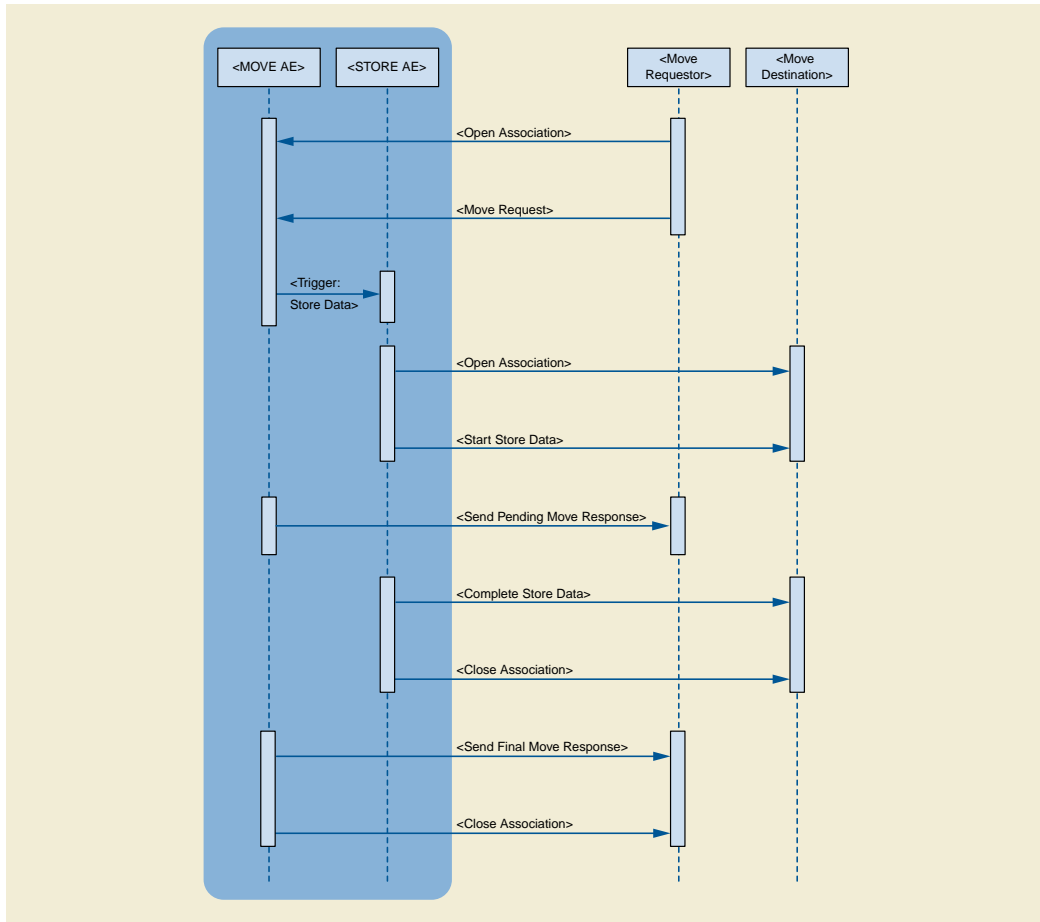 <MOVE AE>
<STORE AE>
<Move
Requestor>
<Move
Destination>
<Open Association>
<Move Request>
<Trigger:
Store Data>
<Open Association>
<Start Store Data>
<Send Pending Move Response>
<Complete Store Data>
<Close Association>
<Send Final Move Response>
<Close Association>